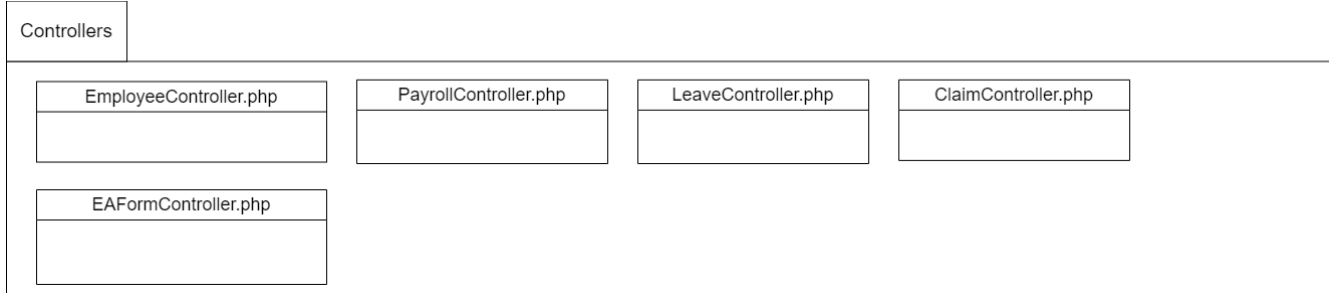 Controllers
EmployeeController.php
PayrollController.php
LeaveController.php
ClaimController.php
EAFormController.php